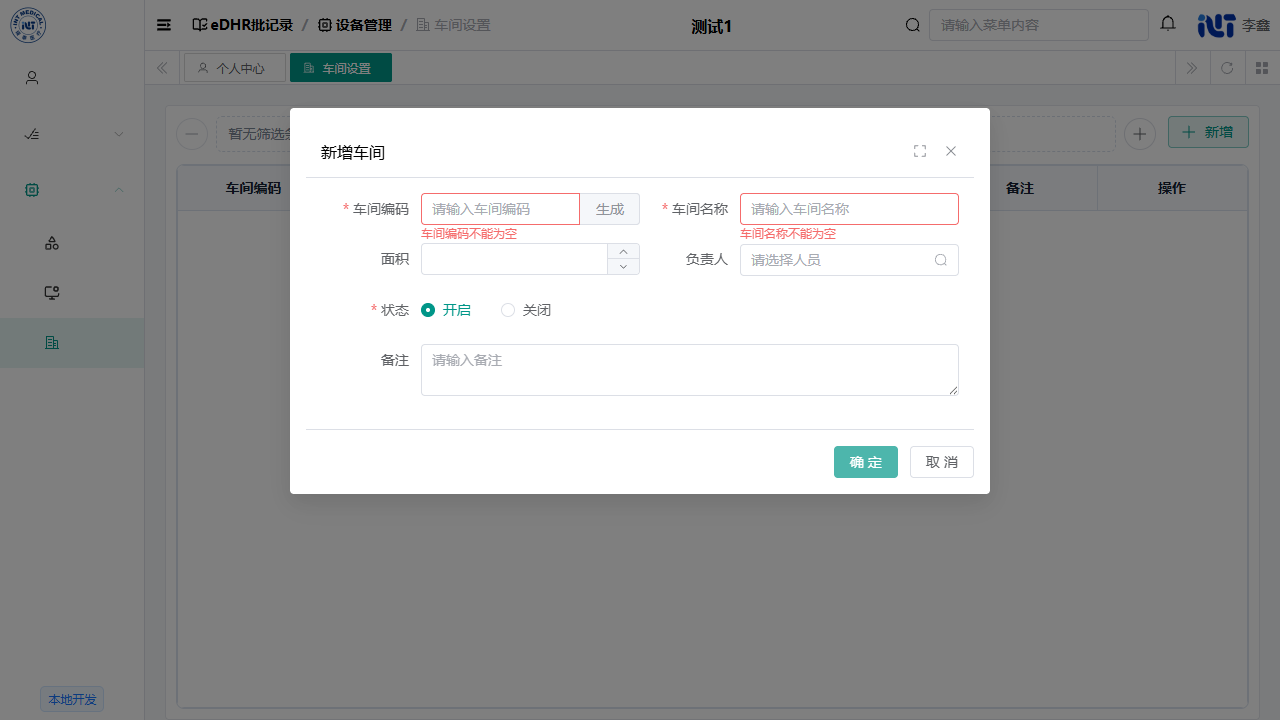 eDHR批记录 / 设备管理 / 车间设置
测试1
请输入菜单内容
李鑫
个人中心
车间设置
暂无筛选条
新增
车间编码
备注
操作
新增车间
* 车间编码
请输入车间编码
生成
车间编码不能为空
* 车间名称
请输入车间名称
车间名称不能为空
面积
负责人
请选择人员
* 状态
开启
关闭
备注
请输入备注
确 定
取 消
本地开发